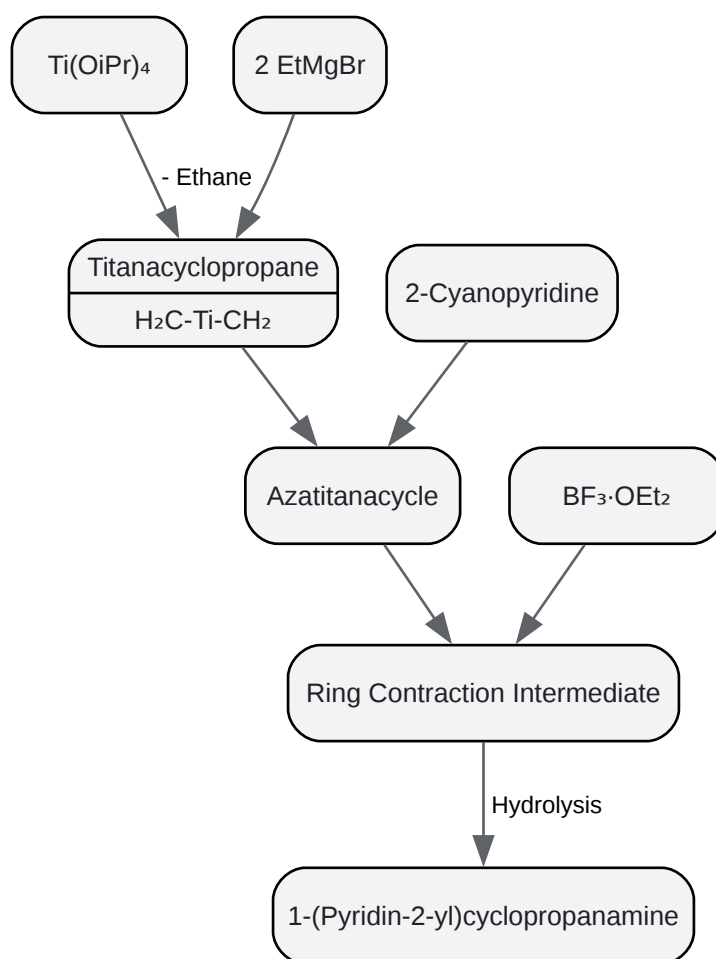 Ti(OiPr)₄
2 EtMgBr
- Ethane
Titanacyclopropane
H₂C-Ti-CH₂
2-Cyanopyridine
Azatitanacycle
BF₃·OEt₂
Ring Contraction Intermediate
Hydrolysis
1-(Pyridin-2-yl)cyclopropanamine